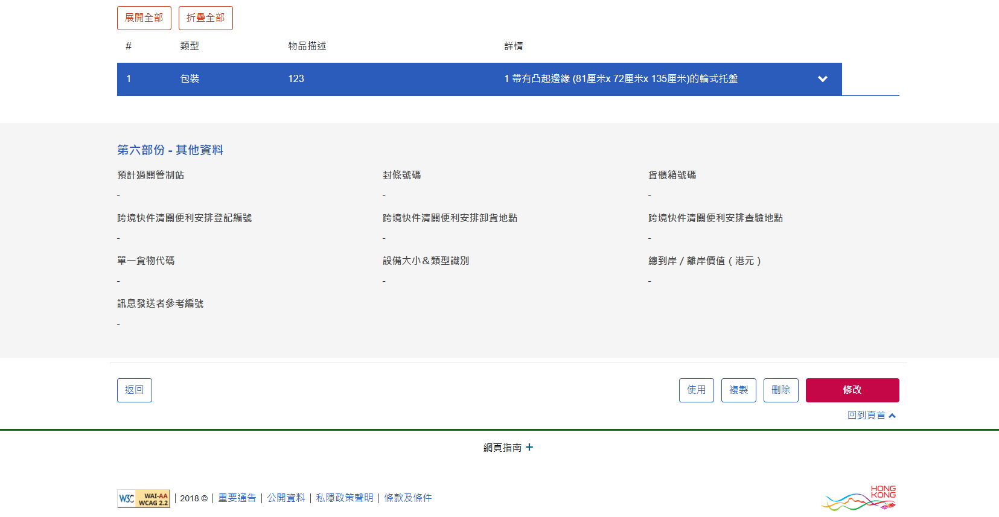 展開全部 折疊全部
# 類型 物品描述 詳情
1 包裝 123 1 帶有凸起邊緣 (81厘米x 72厘米x 135厘米)的輪式托盤
第六部份 - 其他資料
預計過關管制站 封條號碼 貨櫃箱號碼
- - -
跨境快件清關便利安排登記編號 跨境快件清關便利安排卸貨地點 跨境快件清關便利安排查驗地點
- - -
單一貨物代碼 設備大小＆類型識別 總到岸 / 離岸價值 ( 港元 )
- - -
訊息發送者參考編號
-
返回 使用 複製 刪除 修改
回到頁首
網頁指南 +
W3C WAI-AA WCAG 2.2 | 2018 © | 重要通告 | 公開資料 | 私隱政策聲明 | 條款及條件
HONG
KONG